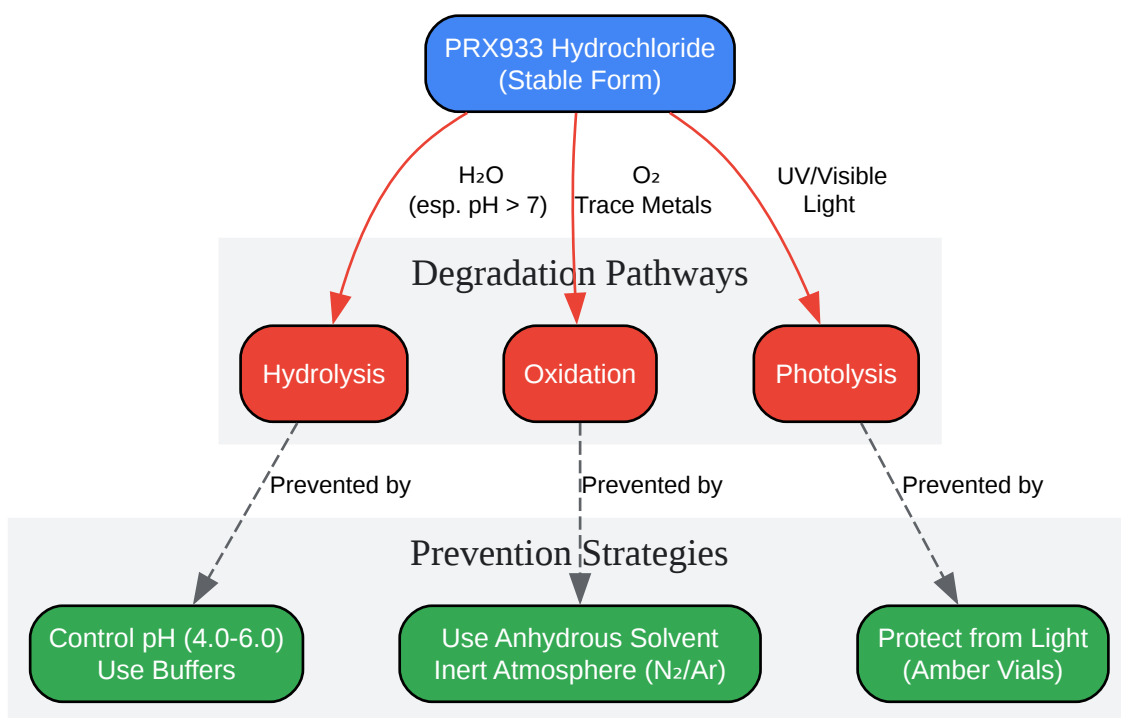 PRX933 Hydrochloride
(Stable Form)
H₂O
(esp. pH > 7)
O₂
Trace Metals
UV/Visible
Light
Degradation Pathways
Hydrolysis
Oxidation
Photolysis
Prevented by
Prevented by
Prevented by
Prevention Strategies
Control pH (4.0-6.0)
Use Buffers
Use Anhydrous Solvent
Inert Atmosphere (N₂/Ar)
Protect from Light
(Amber Vials)